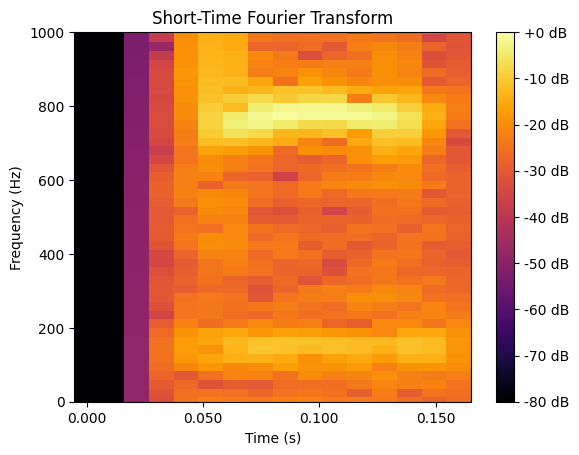 Short-Time Fourier Transform
Frequency (Hz)
1000
800
600
400
200
0
0.000
0.050
0.100
0.150
Time (s)
+0 dB
-10 dB
-20 dB
-30 dB
-40 dB
-50 dB
-60 dB
-70 dB
-80 dB